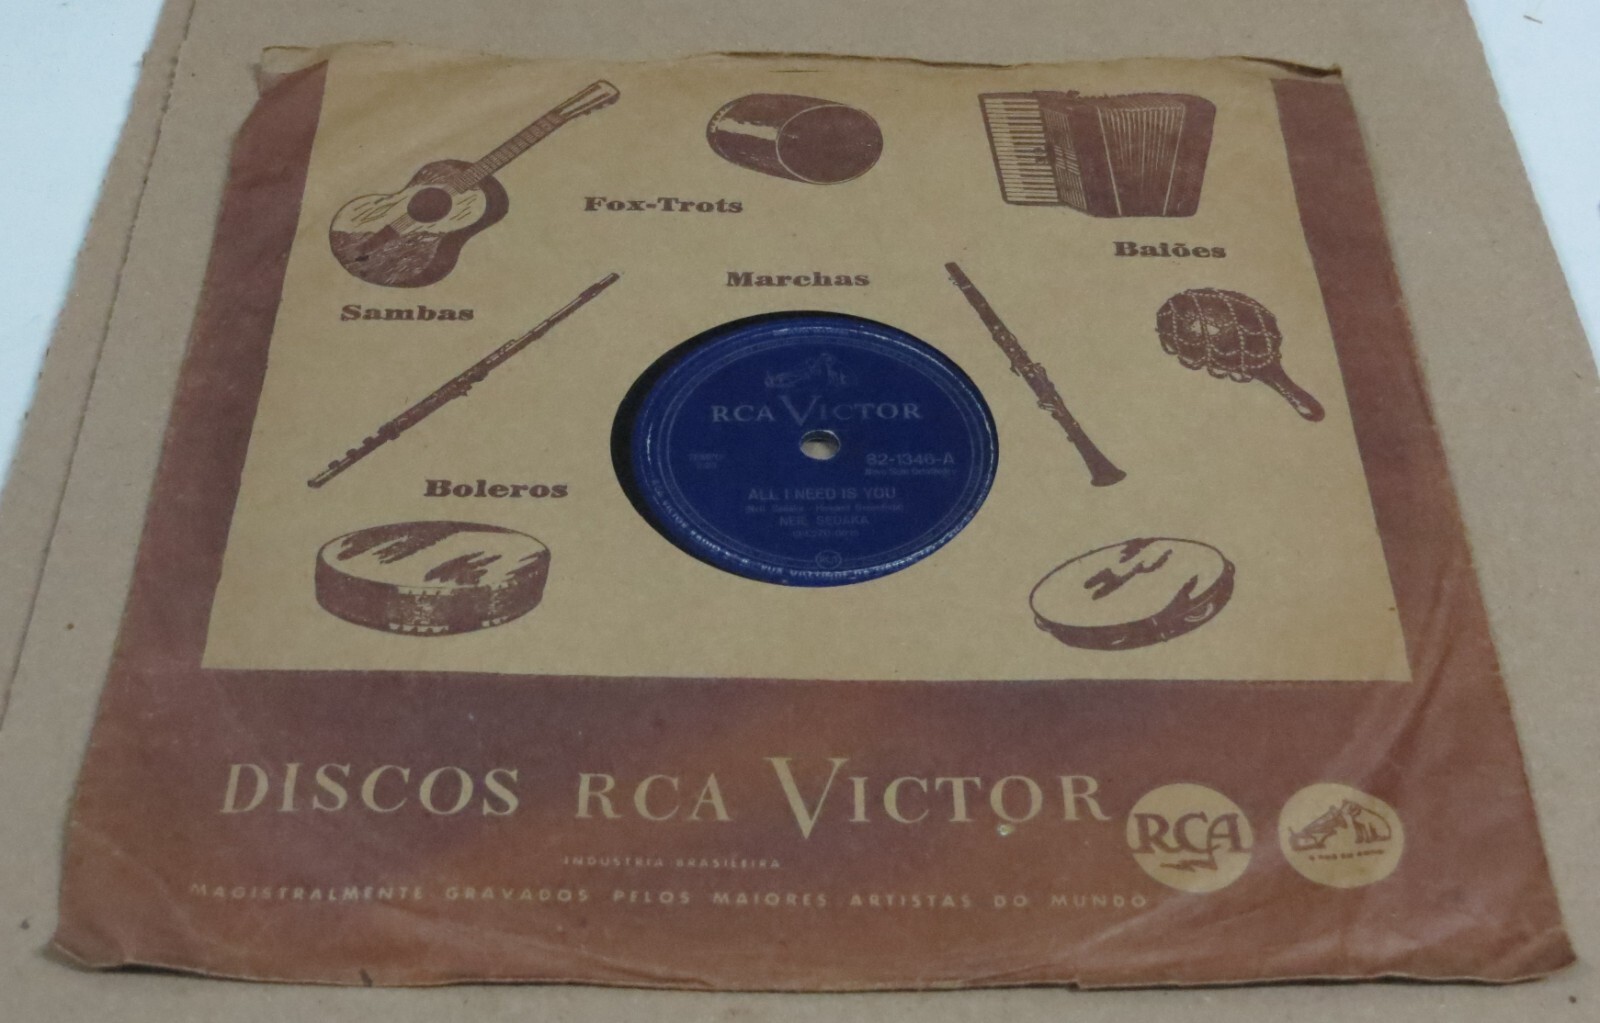 Fox-Trots
Baiões
Marchas
Sambas
RCA VICTOR
82-1346-A
ALL I NEED IS YOU
NEIL SEDAKA
Boleros
DISCOS RCA VICTOR
RCA
INDUSTRIA BRASILEIRA
MAGISTRALMENTE GRAVADOS PELOS MAIORES ARTISTAS DO MUNDO